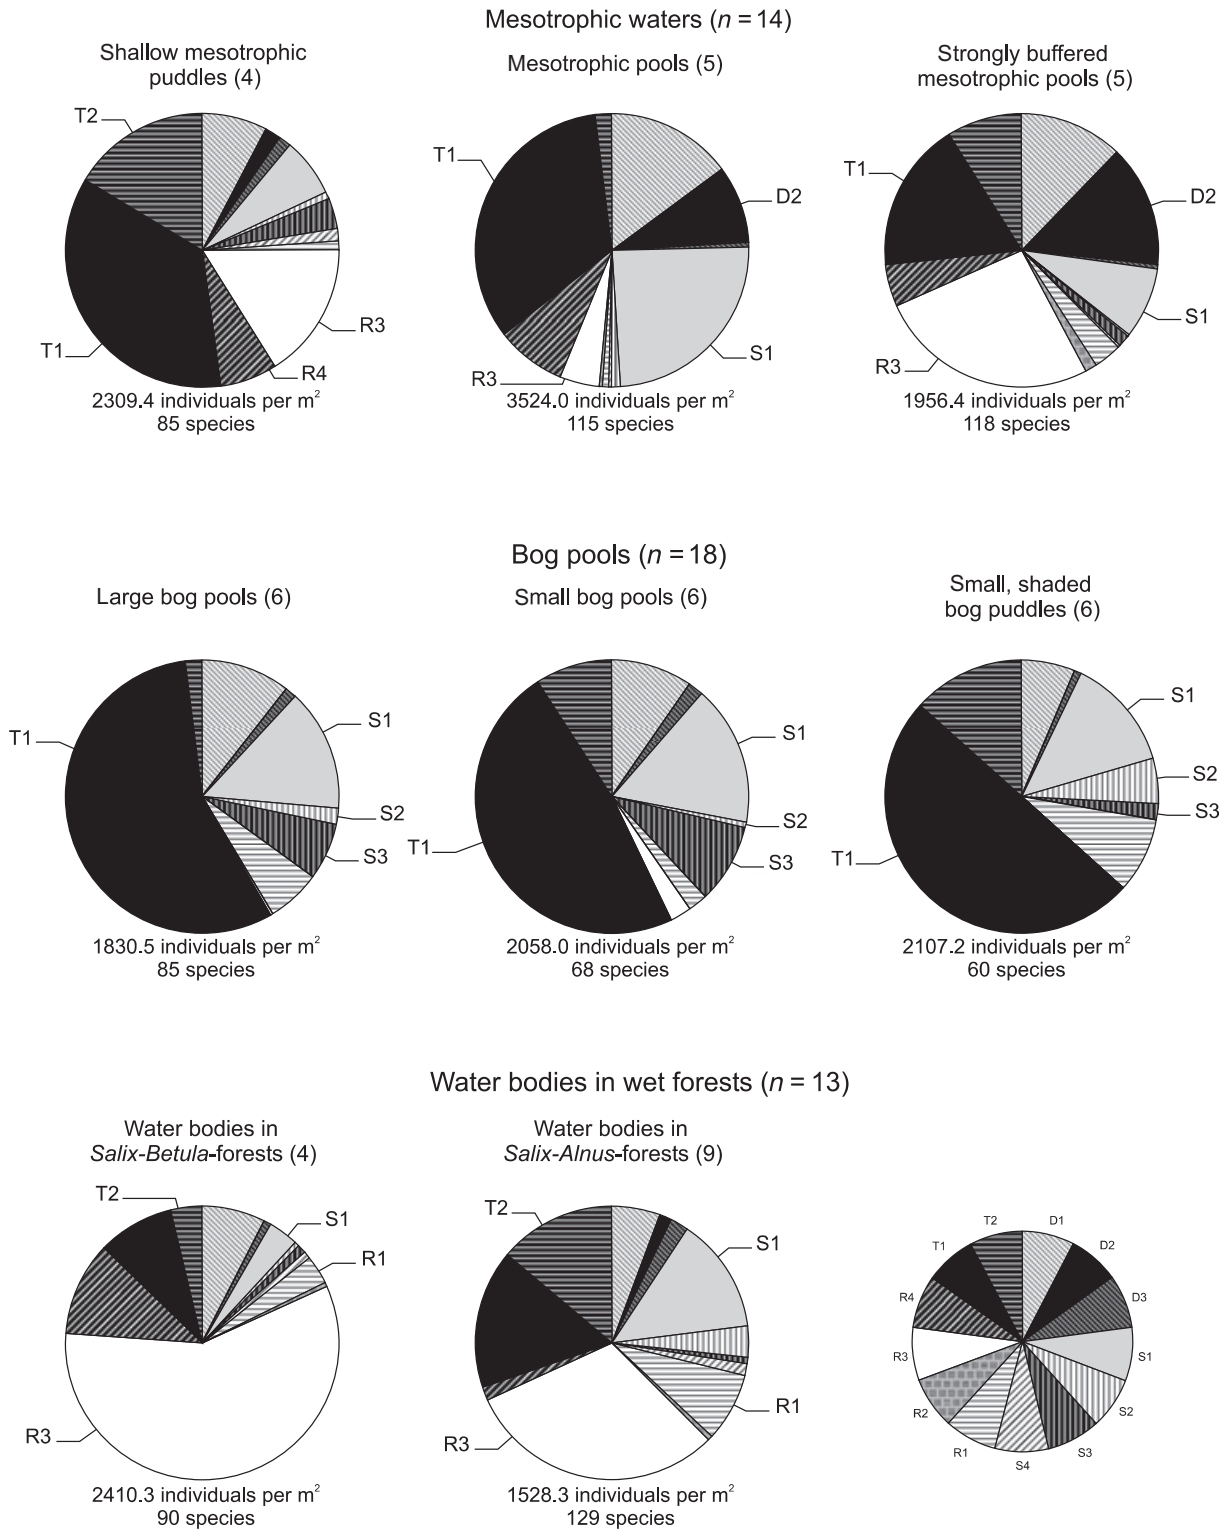 Mesotrophic waters (n = 14)
Shallow mesotrophic
puddles (4)
T2
T1
R4
R3
2309.4 individuals per m²
85 species
Mesotrophic pools (5)
T1
D2
S1
R3
3524.0 individuals per m²
115 species
Strongly buffered
mesotrophic pools (5)
T1
D2
S1
R3
1956.4 individuals per m²
118 species
Bog pools (n = 18)
Large bog pools (6)
T1
S1
S2
S3
1830.5 individuals per m²
85 species
Small bog pools (6)
T1
S1
S2
S3
2058.0 individuals per m²
68 species
Small, shaded
bog puddles (6)
T1
S1
S2
S3
2107.2 individuals per m²
60 species
Water bodies in wet forests (n = 13)
Water bodies in
Salix-Betula-forests (4)
T2
S1
R1
R3
2410.3 individuals per m²
90 species
Water bodies in
Salix-Alnus-forests (9)
T2
S1
R1
R3
1528.3 individuals per m²
129 species
T2
D1
T1
D2
R4
D3
R3
S1
R2
S2
R1
S4
S3